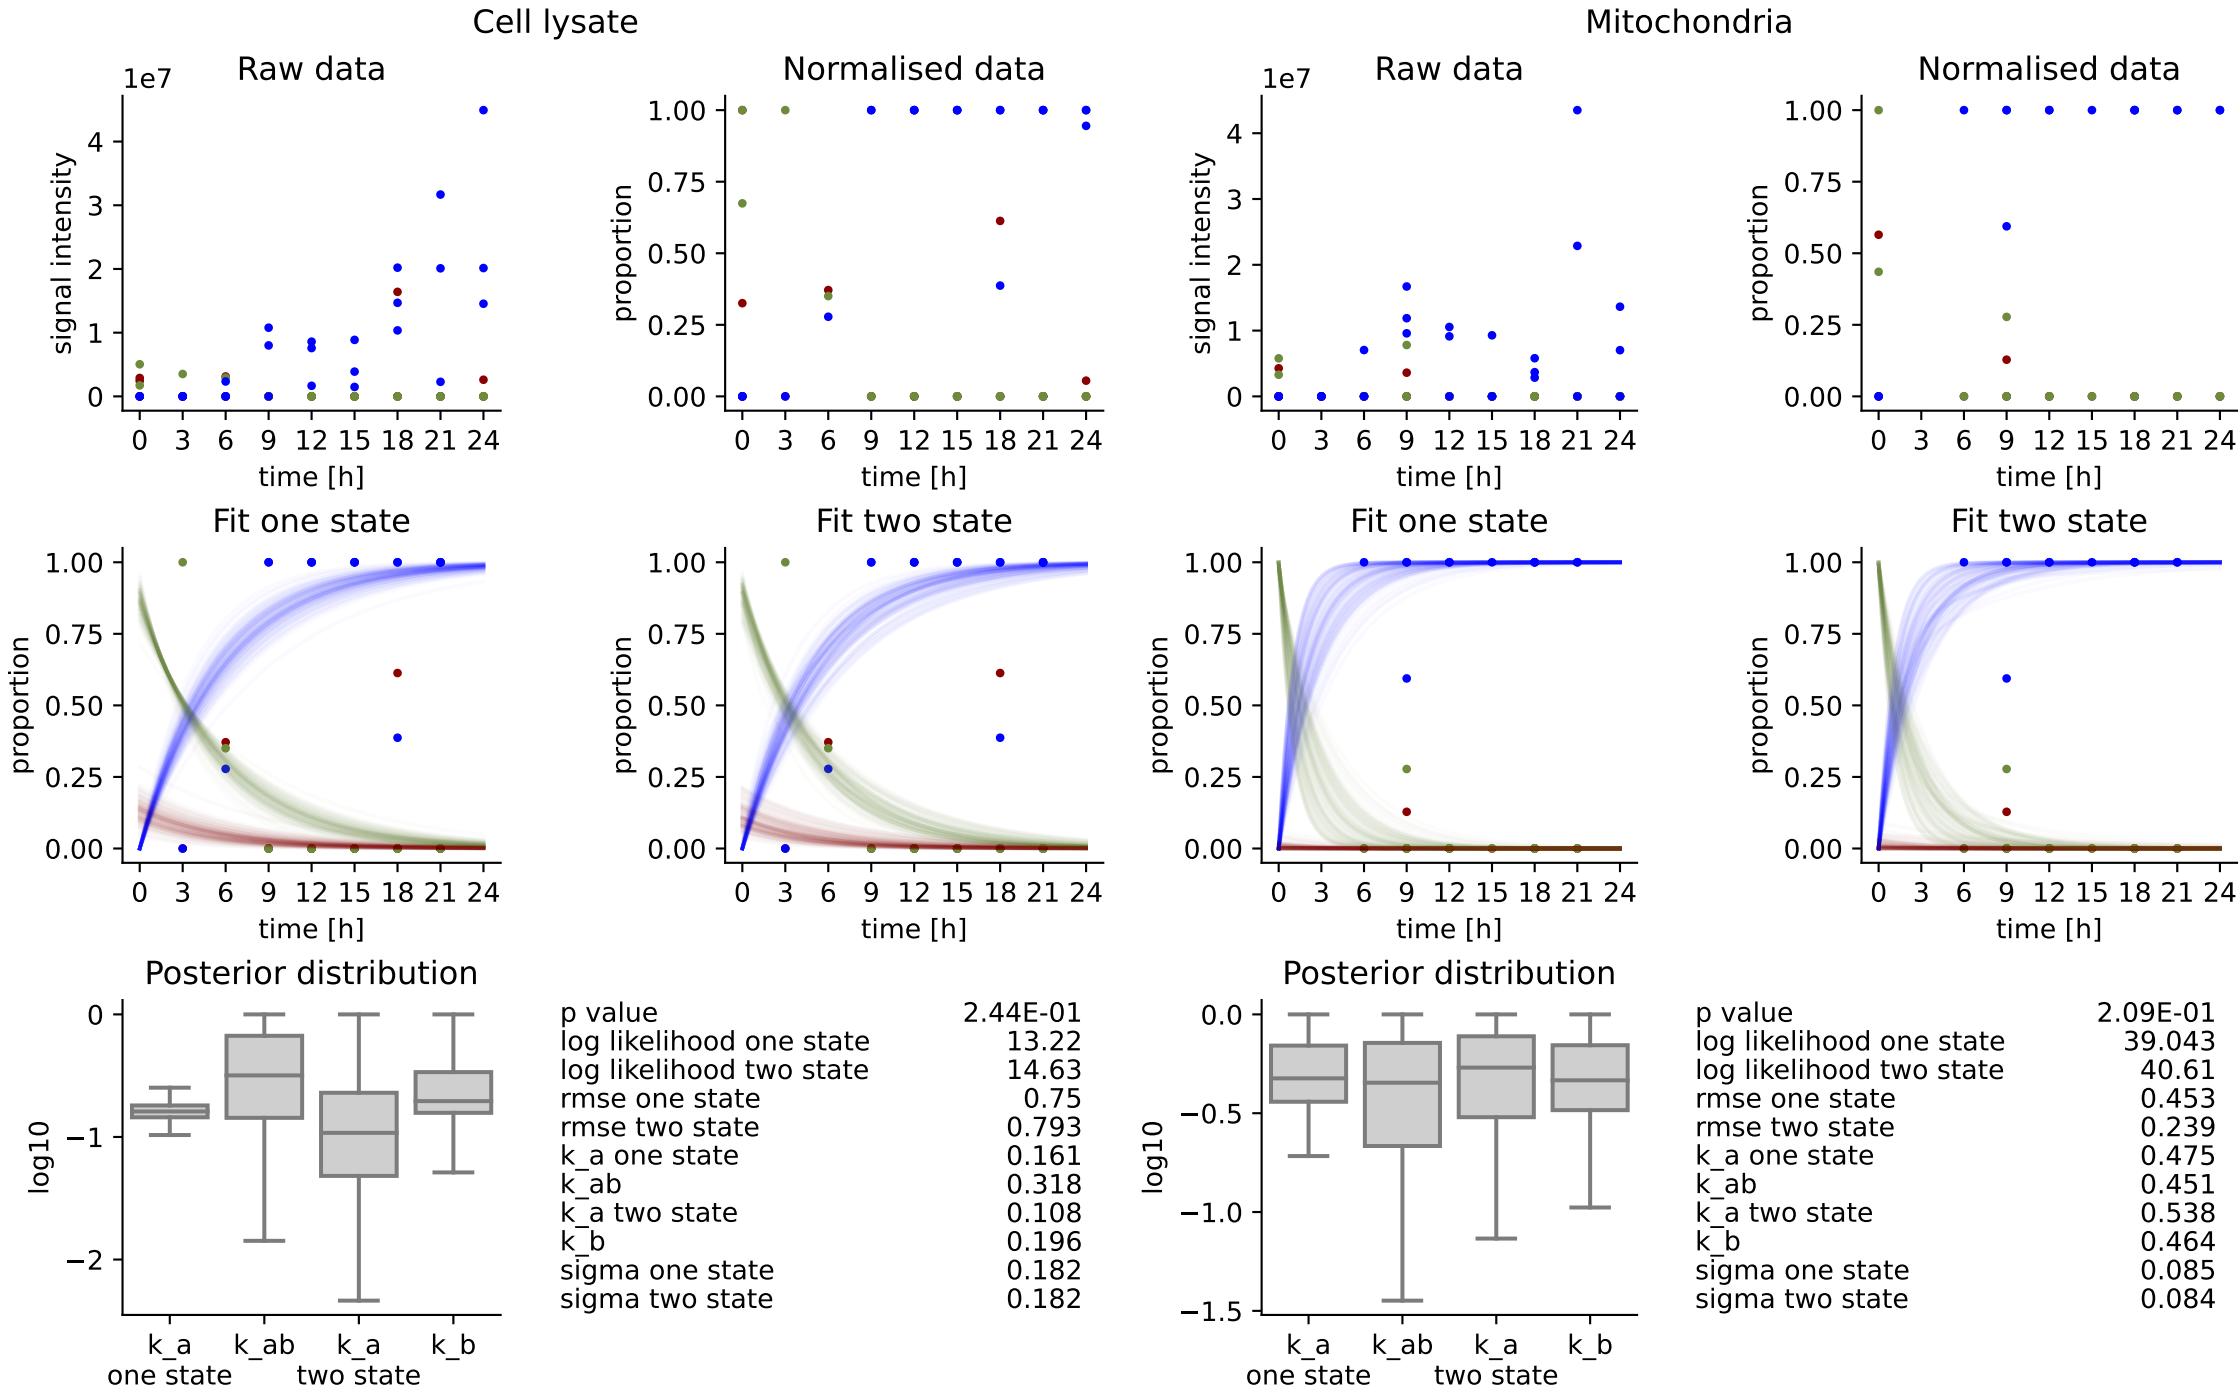 Cell lysate
Mitochondria
Raw data
Normalised data
Raw data
Normalised data
1e7
signal intensity
4
3
2
1
0
0 3 6 9 12 15 18 21 24
time [h]
proportion
1.00
0.75
0.50
0.25
0.00
0 3 6 9 12 15 18 21 24
time [h]
1e7
signal intensity
4
3
2
1
0
0 3 6 9 12 15 18 21 24
time [h]
proportion
1.00
0.75
0.50
0.25
0.00
0 3 6 9 12 15 18 21 24
time [h]
Fit one state
Fit two state
Fit one state
Fit two state
proportion
1.00
0.75
0.50
0.25
0.00
0 3 6 9 12 15 18 21 24
time [h]
proportion
1.00
0.75
0.50
0.25
0.00
0 3 6 9 12 15 18 21 24
time [h]
proportion
1.00
0.75
0.50
0.25
0.00
0 3 6 9 12 15 18 21 24
time [h]
proportion
1.00
0.75
0.50
0.25
0.00
0 3 6 9 12 15 18 21 24
time [h]
Posterior distribution
log10
0
−1
−2
k_a k_ab k_a k_b
one state two state
p value 2.44E-01
log likelihood one state 13.22
log likelihood two state 14.63
rmse one state 0.75
rmse two state 0.793
k_a one state 0.161
k_ab 0.318
k_a two state 0.108
k_b 0.196
sigma one state 0.182
sigma two state 0.182
Posterior distribution
log10
0.0
−0.5
−1.0
−1.5
k_a k_ab k_a k_b
one state two state
p value 2.09E-01
log likelihood one state 39.043
log likelihood two state 40.61
rmse one state 0.453
rmse two state 0.239
k_a one state 0.475
k_ab 0.451
k_a two state 0.538
k_b 0.464
sigma one state 0.085
sigma two state 0.084